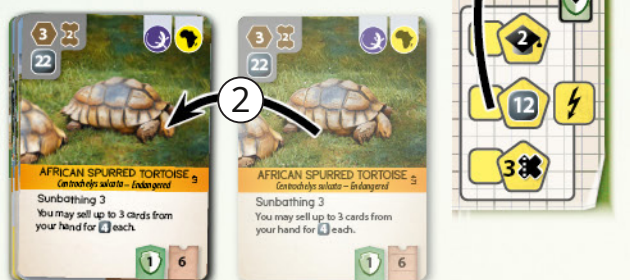 3 2
22
AFRICAN SPURRED TORTOISE
Centrochelys sulcata – Endangered
Sunbathing 3
You may sell up to 3 cards from
your hand for 4 each.
1 6
2
3 2
22
AFRICAN SPURRED TORTOISE
Centrochelys sulcata – Endangered
Sunbathing 3
You may sell up to 3 cards from
your hand for 4 each.
1 6
2
12
3